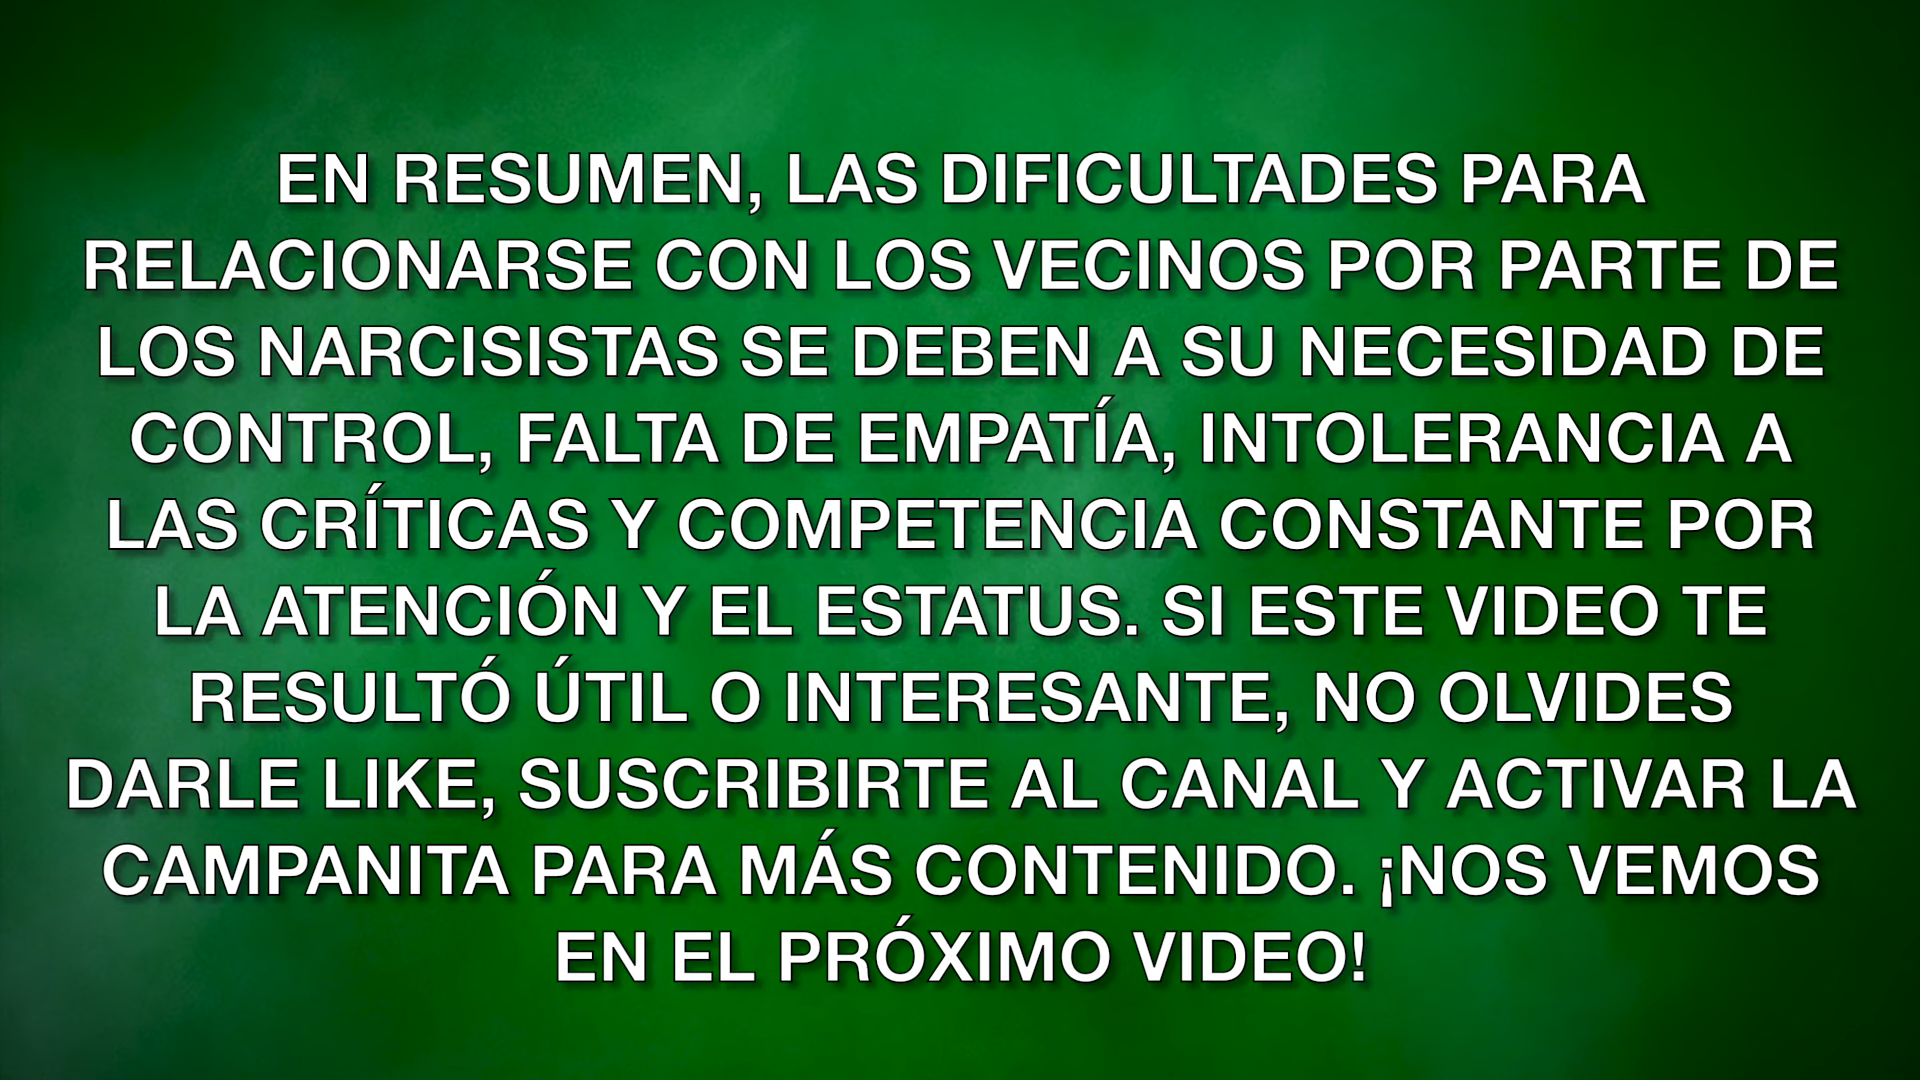 EN RESUMEN, LAS DIFICULTADES PARA
RELACIONARSE CON LOS VECINOS POR PARTE DE
LOS NARCISISTAS SE DEBEN A SU NECESIDAD DE
CONTROL, FALTA DE EMPATÍA, INTOLERANCIA A
LAS CRÍTICAS Y COMPETENCIA CONSTANTE POR
LA ATENCIÓN Y EL ESTATUS. SI ESTE VIDEO TE
RESULTÓ ÚTIL O INTERESANTE, NO OLVIDES
DARLE LIKE, SUSCRIBIRTE AL CANAL Y ACTIVAR LA
CAMPANITA PARA MÁS CONTENIDO. ¡NOS VEMOS
EN EL PRÓXIMO VIDEO!